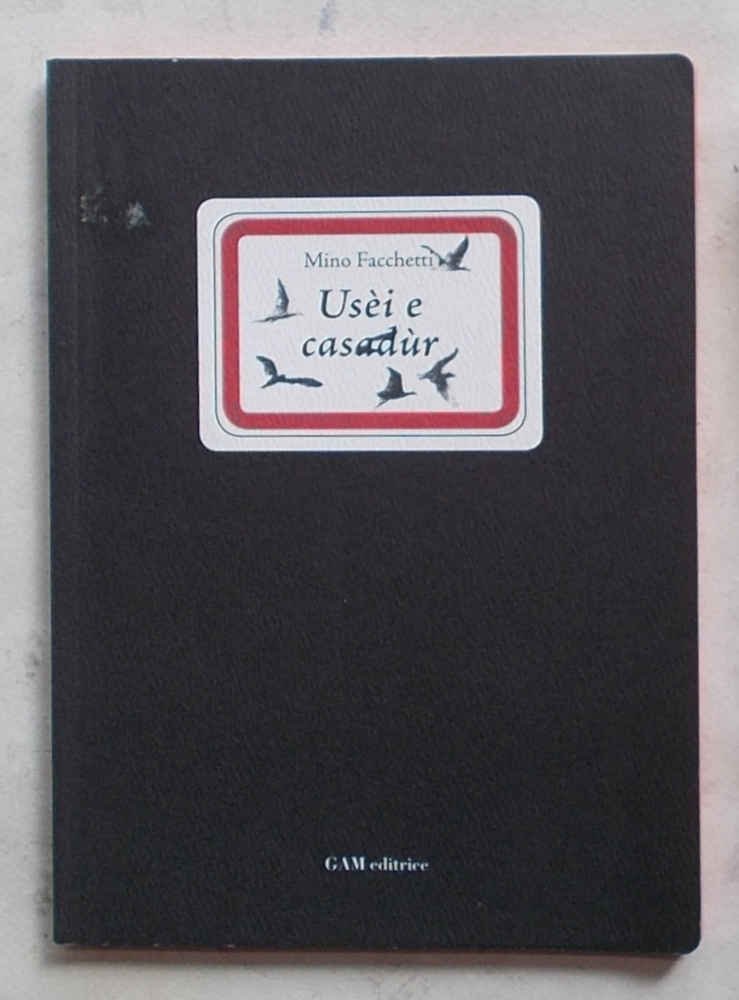 Mino Facchetti
Usèi e
casadùr
GAM editrice